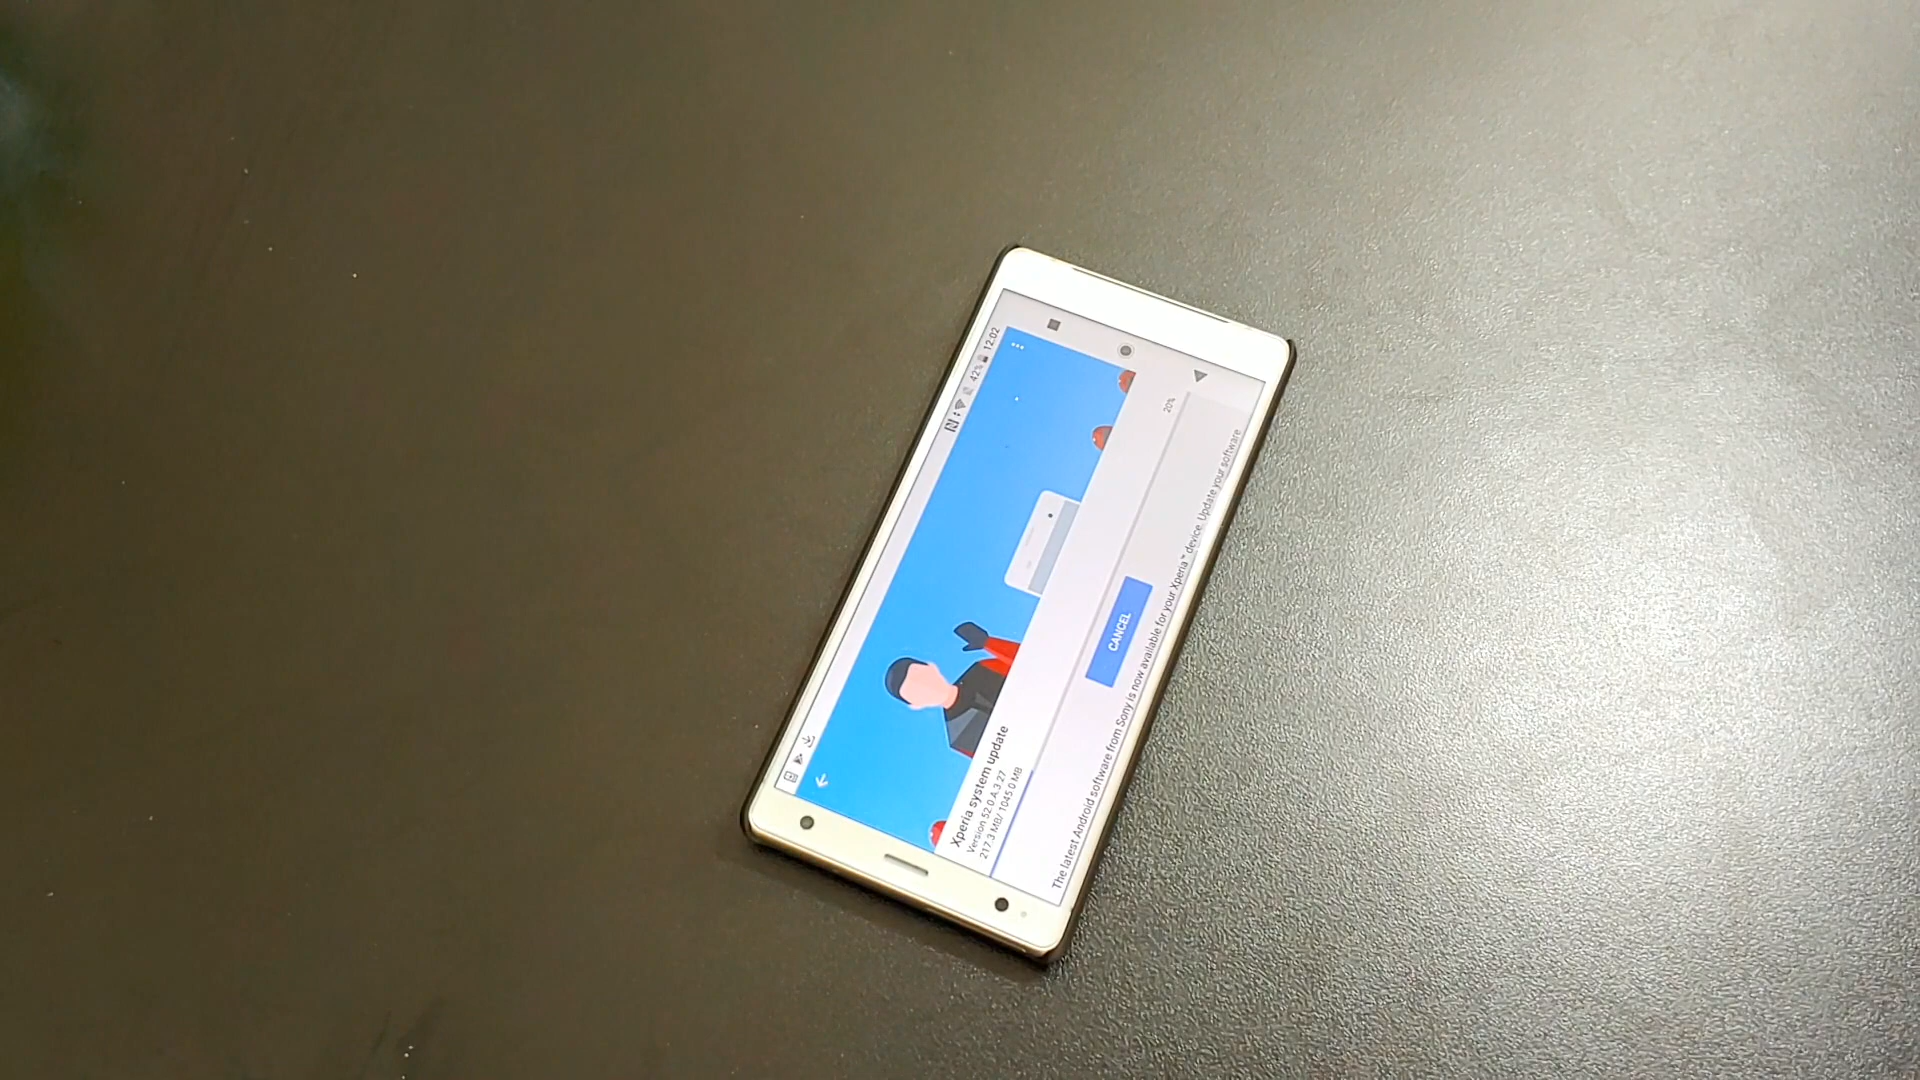 42% 12:02
Xperia system update
Version 52.0.A.3.27
217.3 MB/ 1045.0 MB
20%
CANCEL
The latest Android software from Sony is now available for your Xperia™ device. Update your software